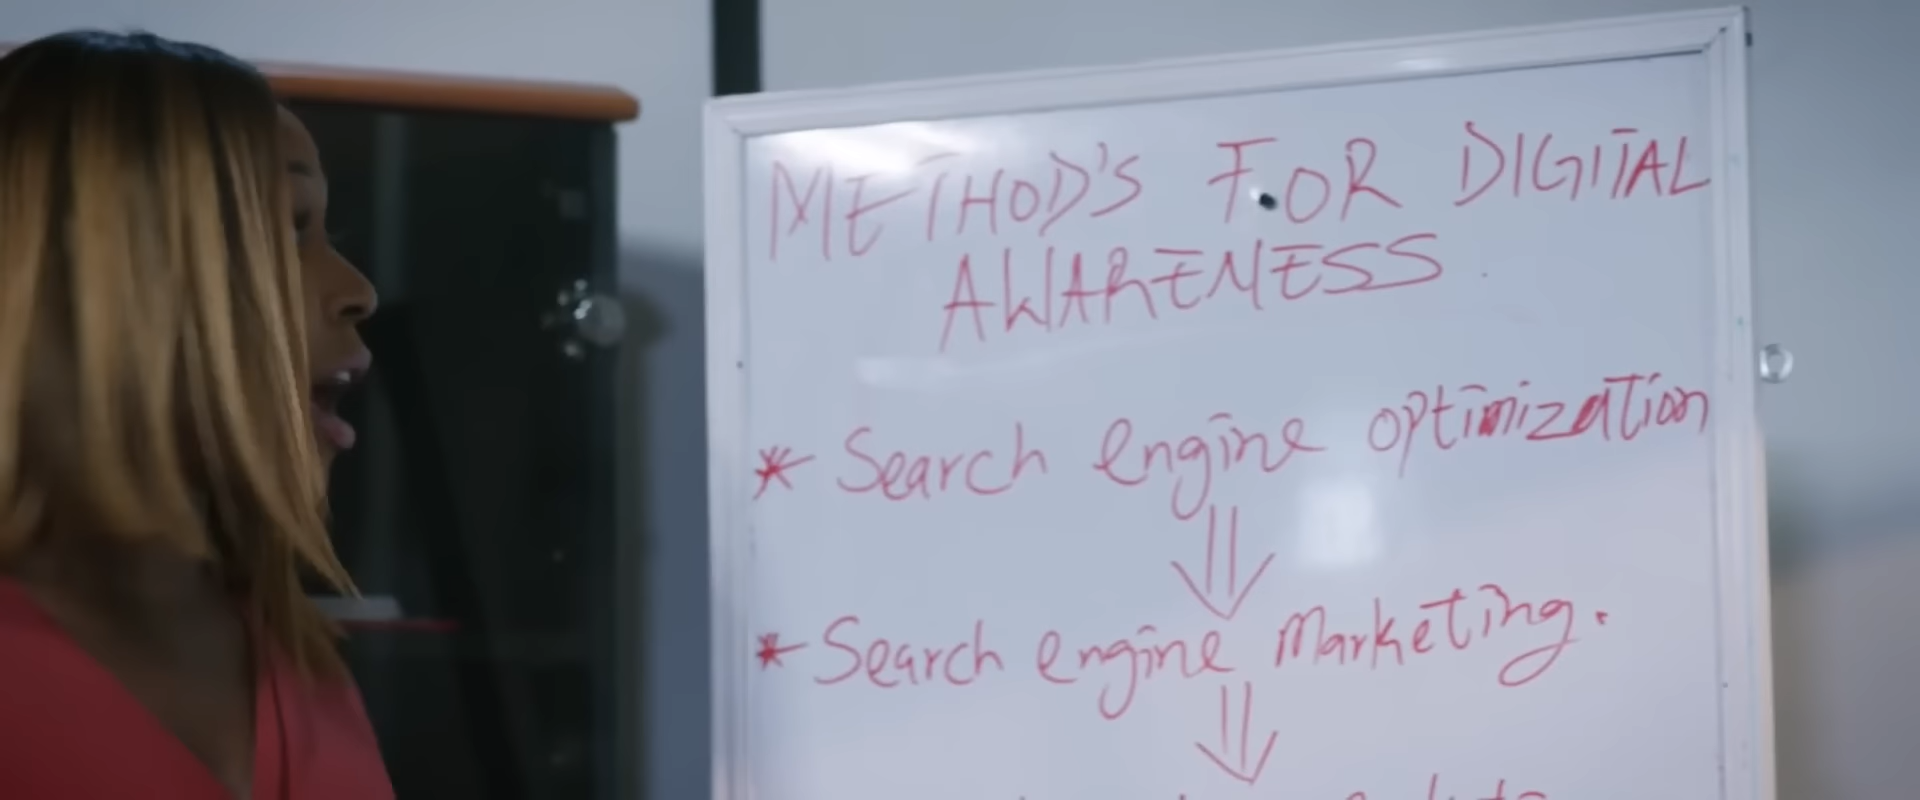 METHOD'S FOR DIGITAL
AWARENESS
* Search engine optimization
* Search engine Marketing.